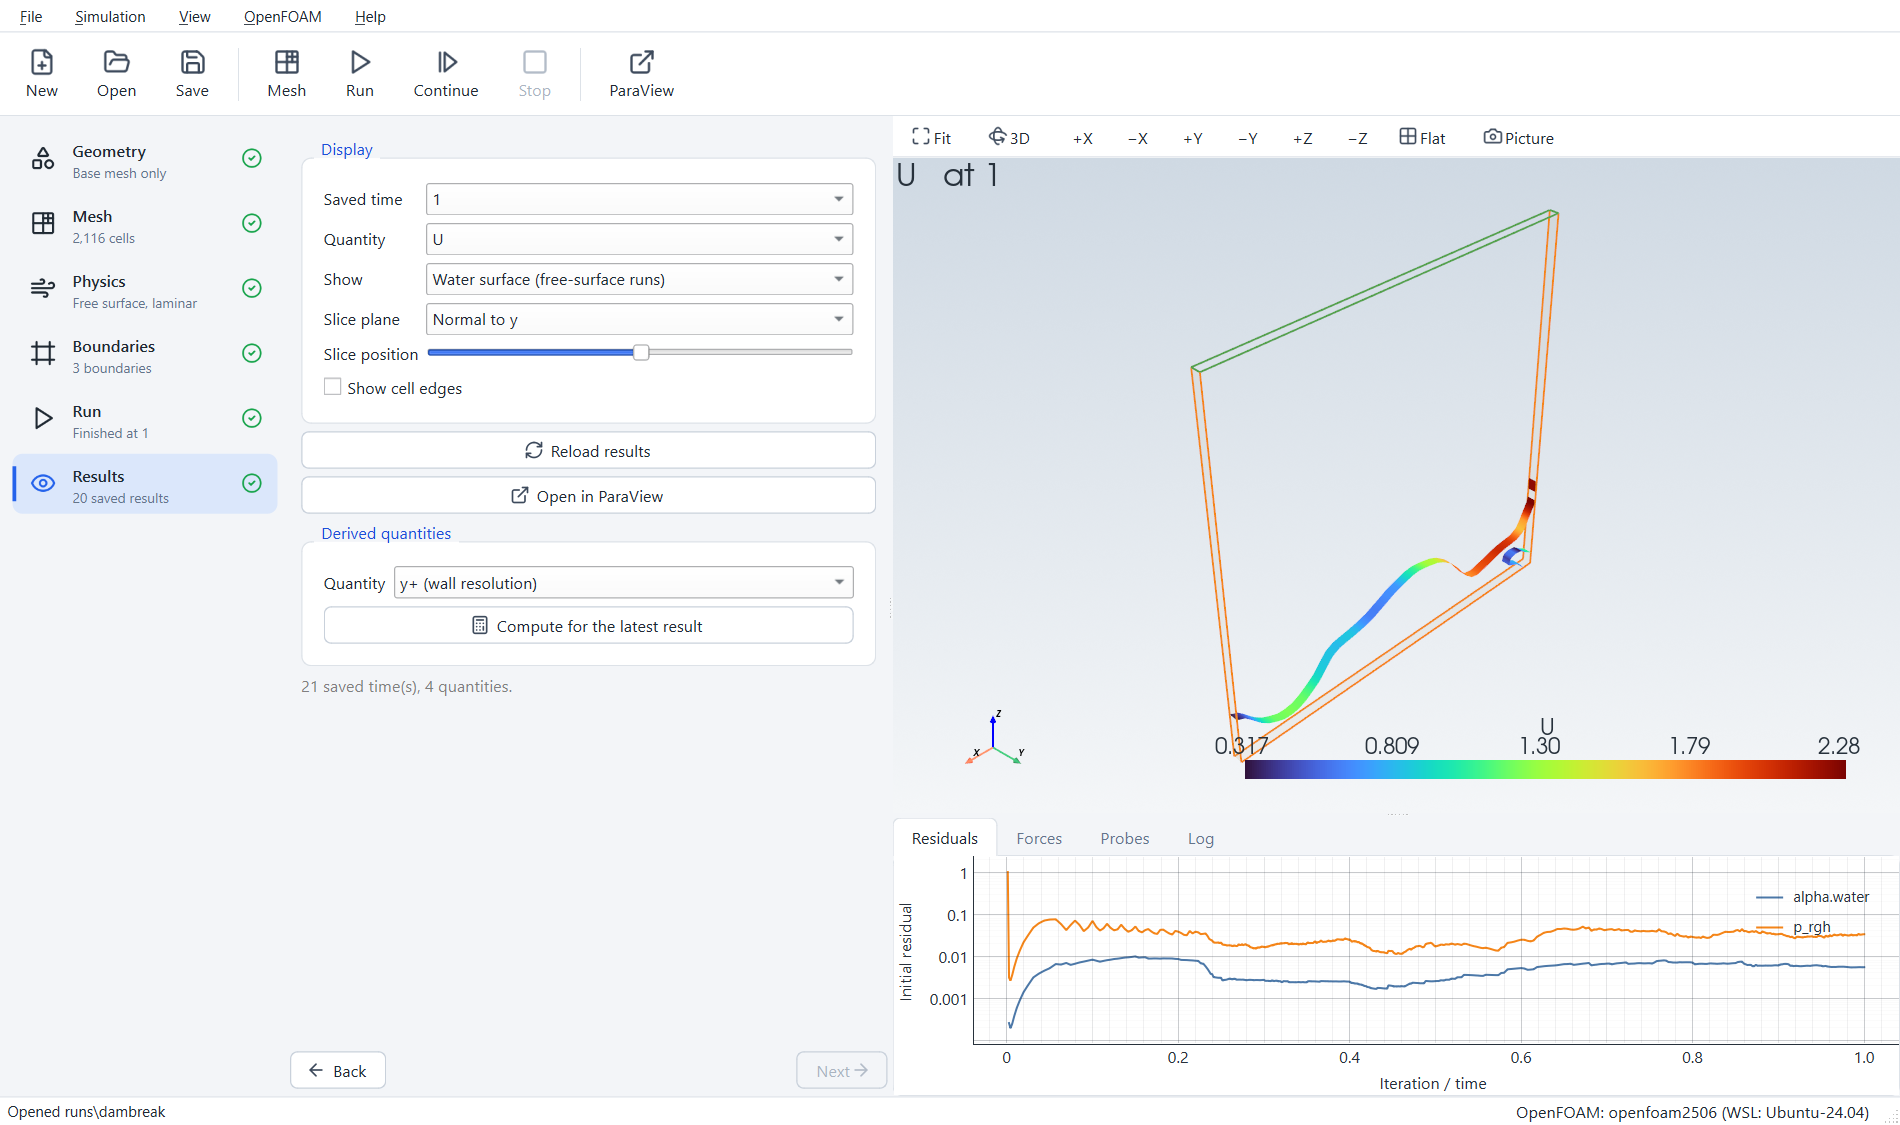 File Simulation View OpenFOAM Help
New Open Save Mesh Run Continue Stop ParaView
Geometry
Base mesh only
Mesh
2,116 cells
Physics
Free surface, laminar
Boundaries
3 boundaries
Run
Finished at 1
Results
20 saved results
Display
Saved time 1
Quantity U
Show Water surface (free-surface runs)
Slice plane Normal to y
Slice position
Show cell edges
Reload results
Open in ParaView
Derived quantities
Quantity y+ (wall resolution)
Compute for the latest result
21 saved time(s), 4 quantities.
Back Next
Fit 3D +X −X +Y −Y +Z −Z Flat Picture
U at 1
Z
X Y
U
0.317 0.809 1.30 1.79 2.28
Residuals Forces Probes Log
Initial residual
1
0.1
0.01
0.001
alpha.water
p_rgh
0 0.2 0.4 0.6 0.8 1.0
Iteration / time
Opened runs\dambreak
OpenFOAM: openfoam2506 (WSL: Ubuntu-24.04)